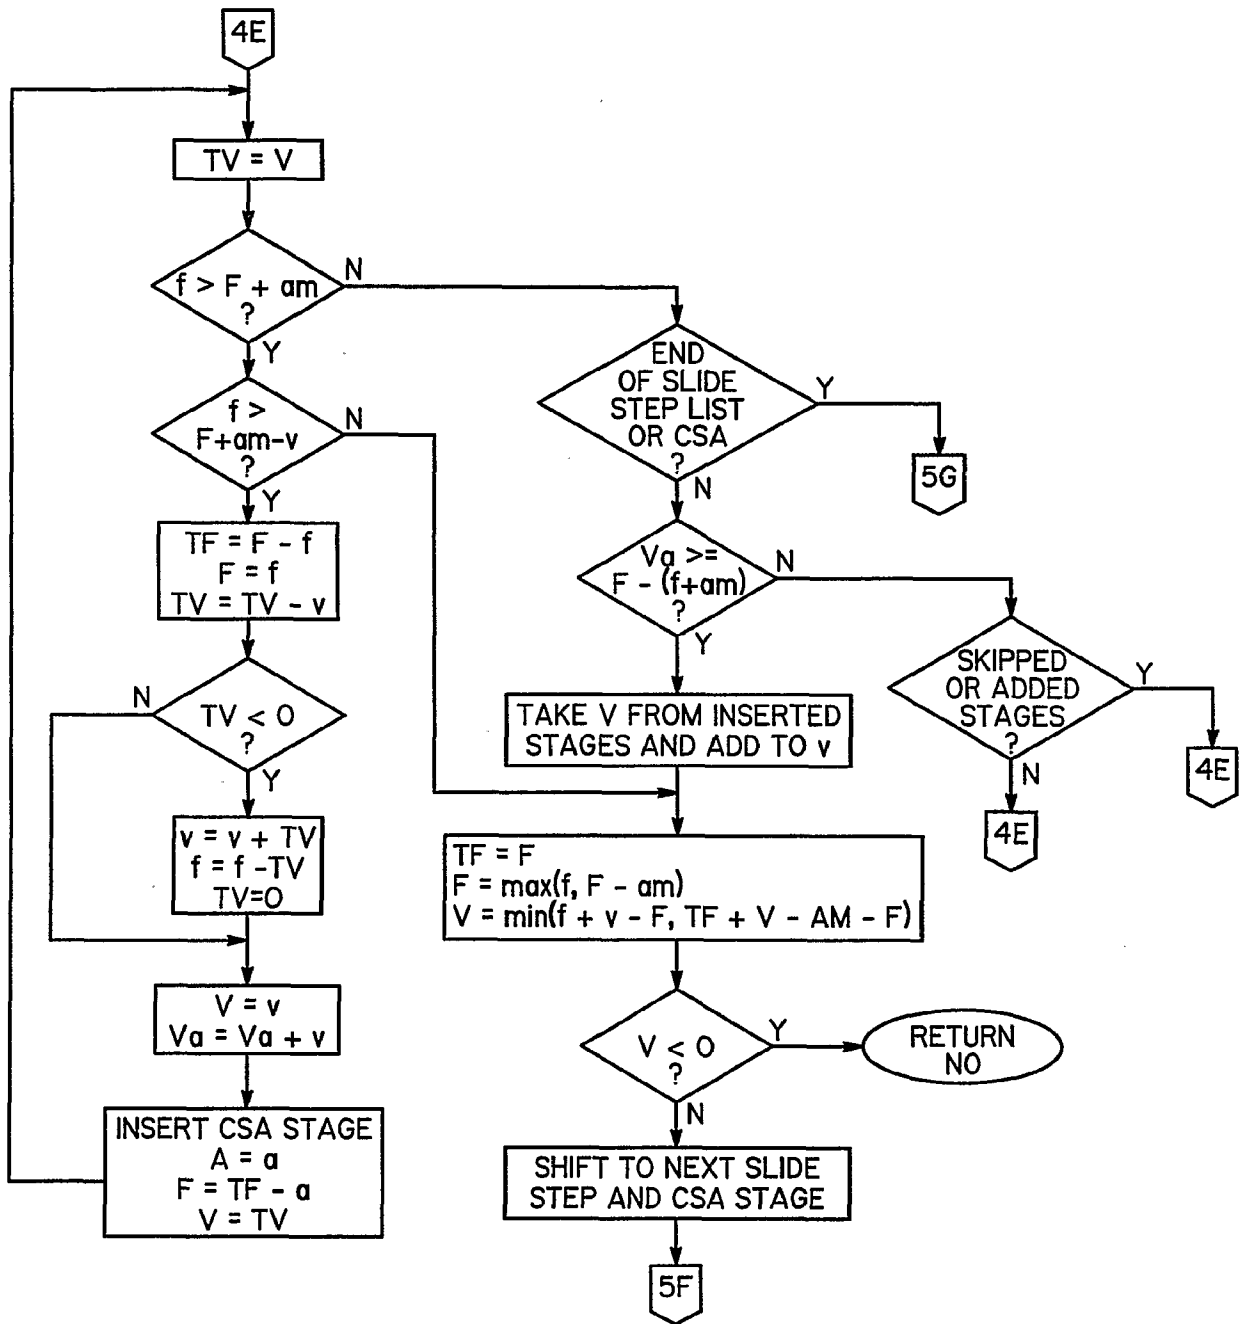 4E
TV = V
f > F + am
?
N
Y
f >
F+am-v
?
N
Y
TF = F - f
F = f
TV = TV - v
TV < 0
?
N
Y
v = v + TV
f = f -TV
TV=0
V = v
Va = Va + v
INSERT CSA STAGE
A = a
F = TF - a
V = TV
END
OF SLIDE
STEP LIST
OR CSA
?
Y
N
5G
Va >=
F - (f+am)
?
N
Y
SKIPPED
OR ADDED
STAGES
?
Y
N
4E
4E
TAKE V FROM INSERTED
STAGES AND ADD TO v
TF = F
F = max(f, F - am)
V = min(f + v - F, TF + V - AM - F)
V < 0
?
Y
N
RETURN
NO
SHIFT TO NEXT SLIDE
STEP AND CSA STAGE
5F